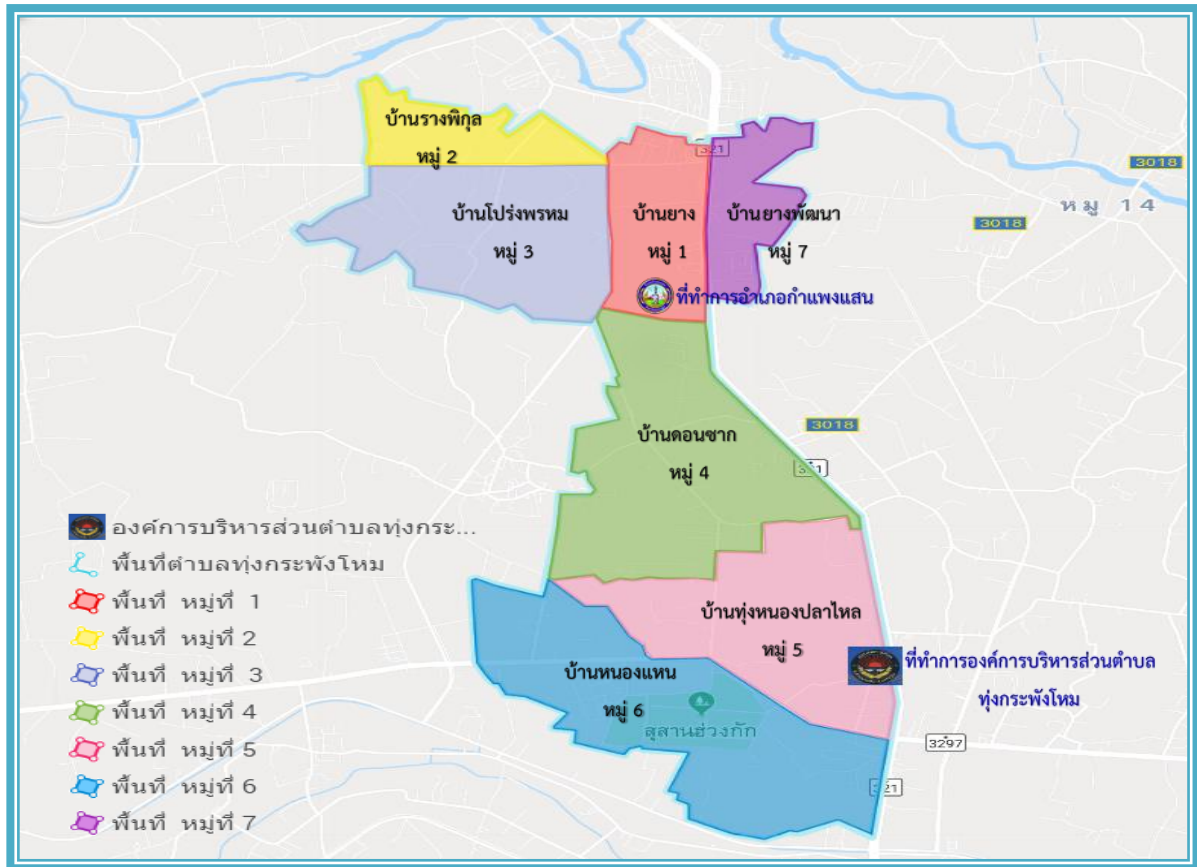 บ้านรางพิกุล
หมู่ 2
321
3018
หมู 14
บ้านโปร่งพรหม
หมู่ 3
บ้านยาง
หมู่ 1
บ้านยางพัฒนา
หมู่ 7
3018
ที่ทำการอำเภอกำแพงแสน
3018
บ้านดอนซาก
หมู่ 4
321
องค์การบริหารส่วนตำบลทุ่งกระ...
พื้นที่ตำบลทุ่งกระพังโหม
พื้นที่ หมู่ที่ 1
พื้นที่ หมู่ที่ 2
พื้นที่ หมู่ที่ 3
พื้นที่ หมู่ที่ 4
พื้นที่ หมู่ที่ 5
พื้นที่ หมู่ที่ 6
พื้นที่ หมู่ที่ 7
บ้านทุ่งหนองปลาไหล
หมู่ 5
ที่ทำการองค์การบริหารส่วนตำบล
ทุ่งกระพังโหม
บ้านหนองแหน
หมู่ 6
สุสานฮ่วงกัก
3297
321